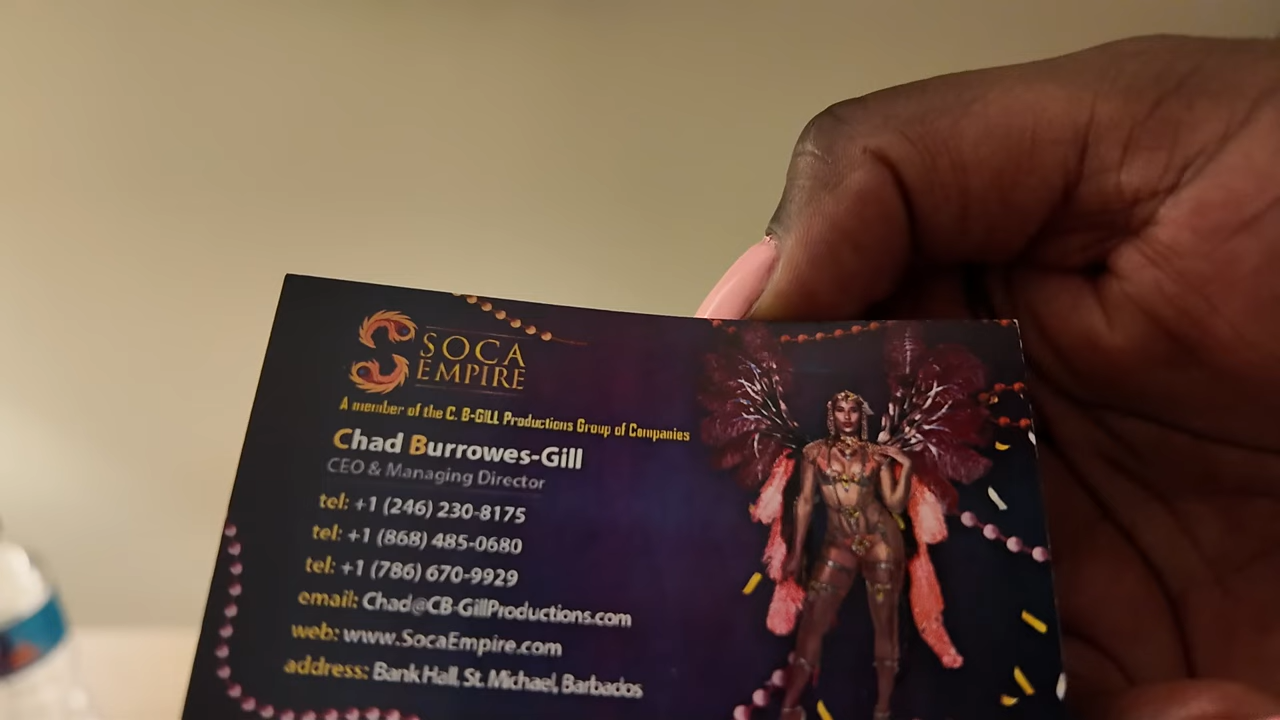 SOCA
EMPIRE
A member of the C. B-GILL Productions Group of Companies
Chad Burrowes-Gill
CEO & Managing Director
tel: +1 (246) 230-8175
tel: +1 (868) 485-0680
tel: +1 (786) 670-9929
email: Chad@CB-GillProductions.com
web: www.SocaEmpire.com
address: Bank Hall, St. Michael, Barbados